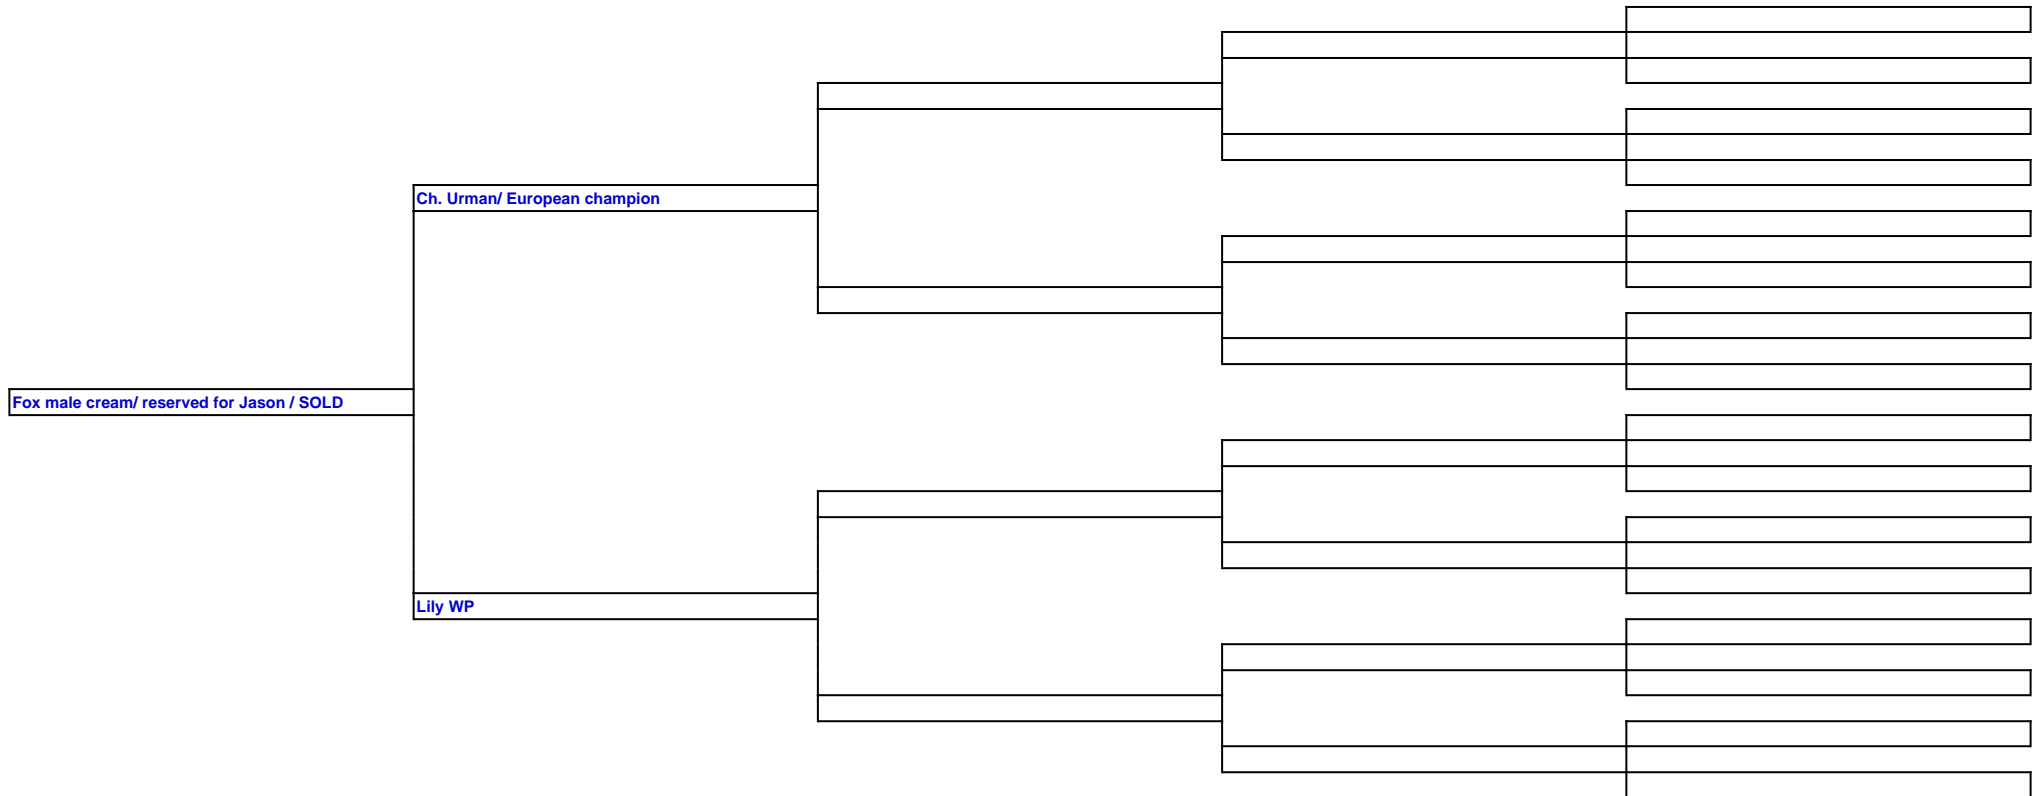 Ch. Urman/ European champion
Fox male cream/ reserved for Jason / SOLD
Lily WP